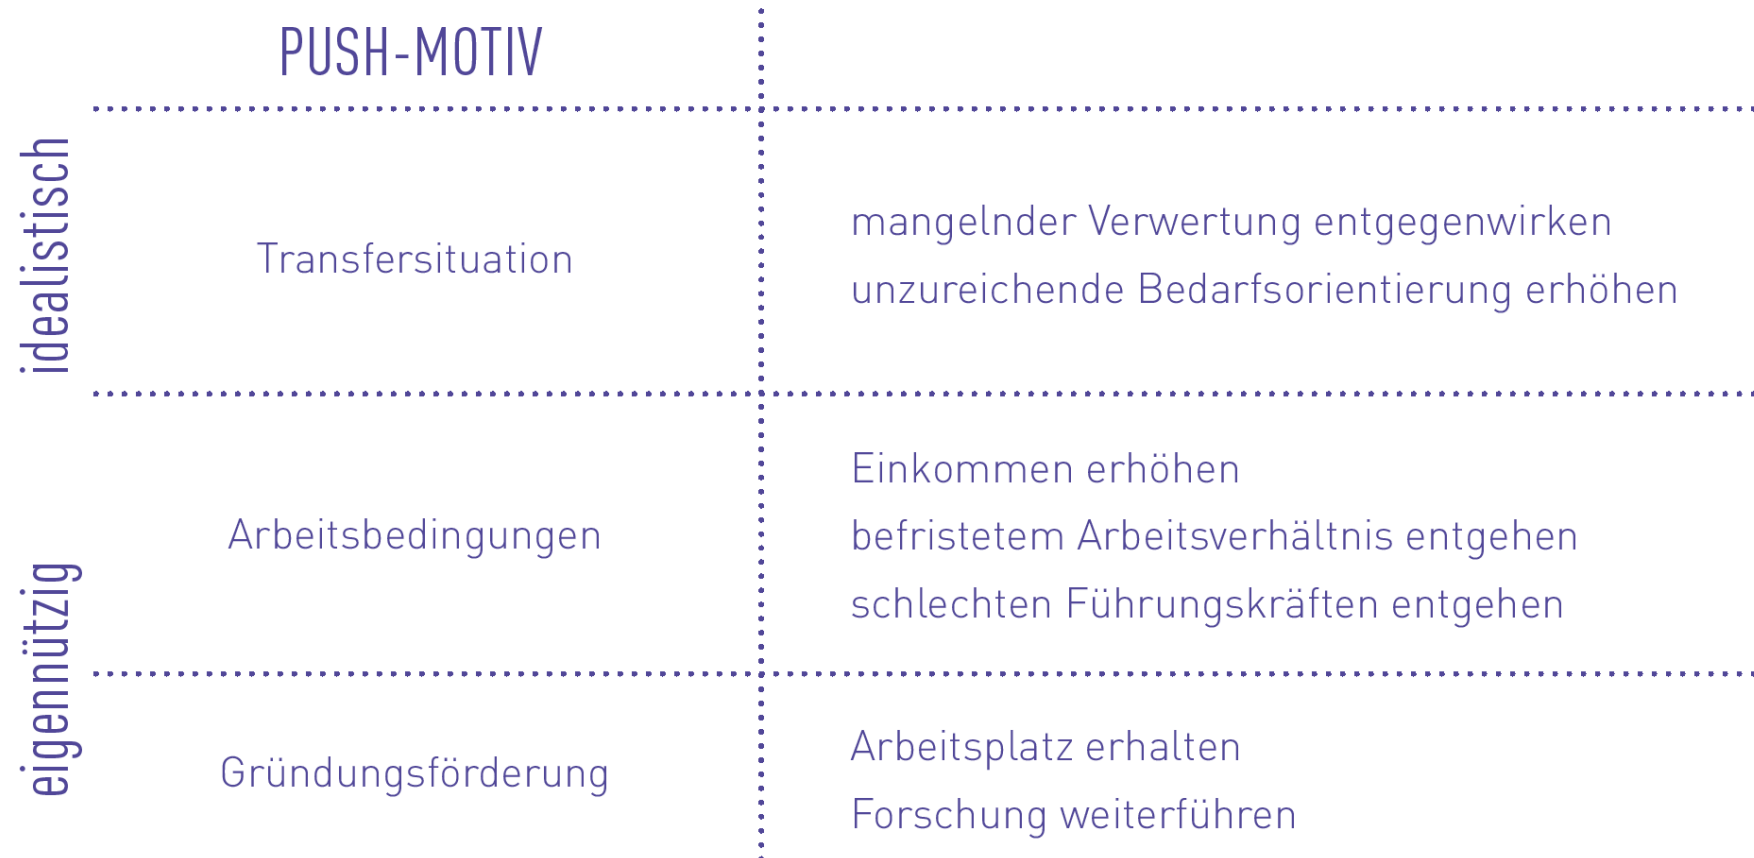 PUSH-MOTIV
idealistisch
Transfersituation
mangelnder Verwertung entgegenwirken
unzureichende Bedarfsorientierung erhöhen
eigennützig
Arbeitsbedingungen
Einkommen erhöhen
befristetem Arbeitsverhältnis entgehen
schlechten Führungskräften entgehen
Gründungsförderung
Arbeitsplatz erhalten
Forschung weiterführen